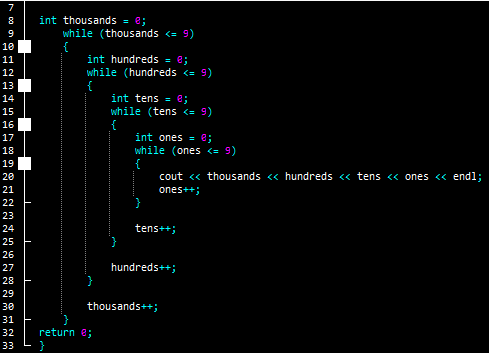 7
8 int thousands = 0;
9 while (thousands <= 9)
10 {
11 int hundreds = 0;
12 while (hundreds <= 9)
13 {
14 int tens = 0;
15 while (tens <= 9)
16 {
17 int ones = 0;
18 while (ones <= 9)
19 {
20 cout << thousands << hundreds << tens << ones << endl;
21 ones++;
22 }
23
24 tens++;
25 }
26
27 hundreds++;
28 }
29
30 thousands++;
31 }
32 return 0;
33 }